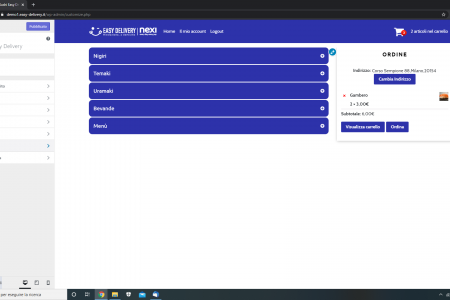 demo1.easy-delivery.it
Pubblicato
y Delivery
EASY DELIVERY nexi
Home Il mio account Logout
2 articoli nel carrello
Nigiri
Temaki
Uramaki
Bevande
Menù
ORDINE
Indirizzo: Corso Sempione 68 Milano 20154
Cambia Indirizzo
Gambero
2 × 3,00€
Subtotale: 6,00€
Visualizza carrello Ordina
per eseguire la ricerca